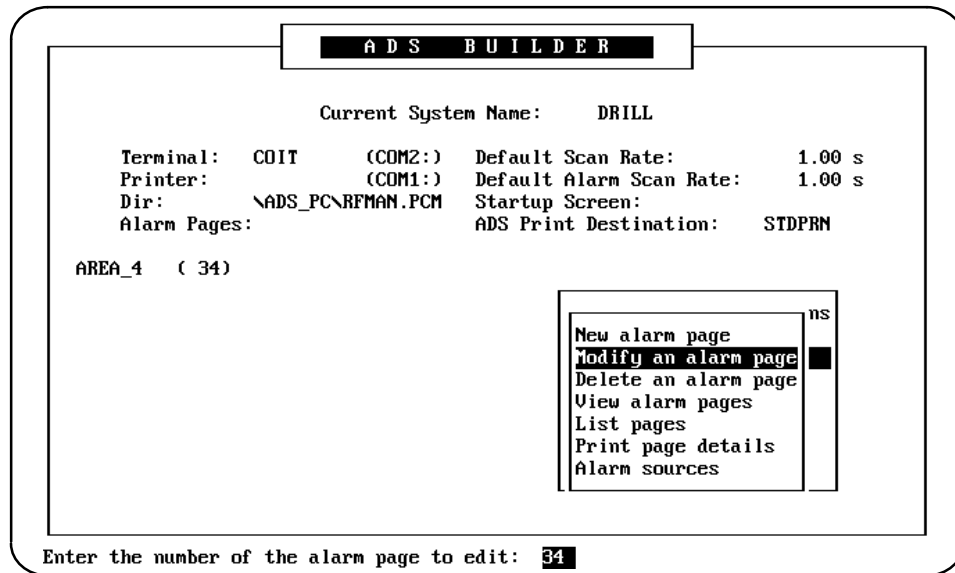 ADS BUILDER
Current System Name: DRILL
Terminal: COIT (COM2:) Default Scan Rate: 1.00 s
Printer: (COM1:) Default Alarm Scan Rate: 1.00 s
Dir: \ADS_PC\RFMAN.PCM Startup Screen:
Alarm Pages: ADS Print Destination: STDPRN
AREA_4 ( 34)
ns
New alarm page
Modify an alarm page
Delete an alarm page
View alarm pages
List pages
Print page details
Alarm sources
Enter the number of the alarm page to edit: 34